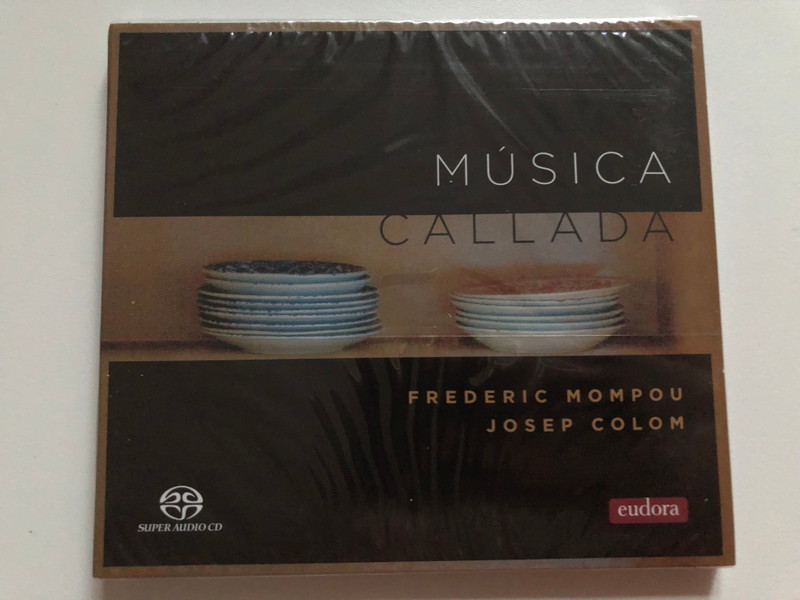 MÚSICA
CALLADA
FREDERIC MOMPOU
JOSEP COLOM
SUPER AUDIO CD
eudora